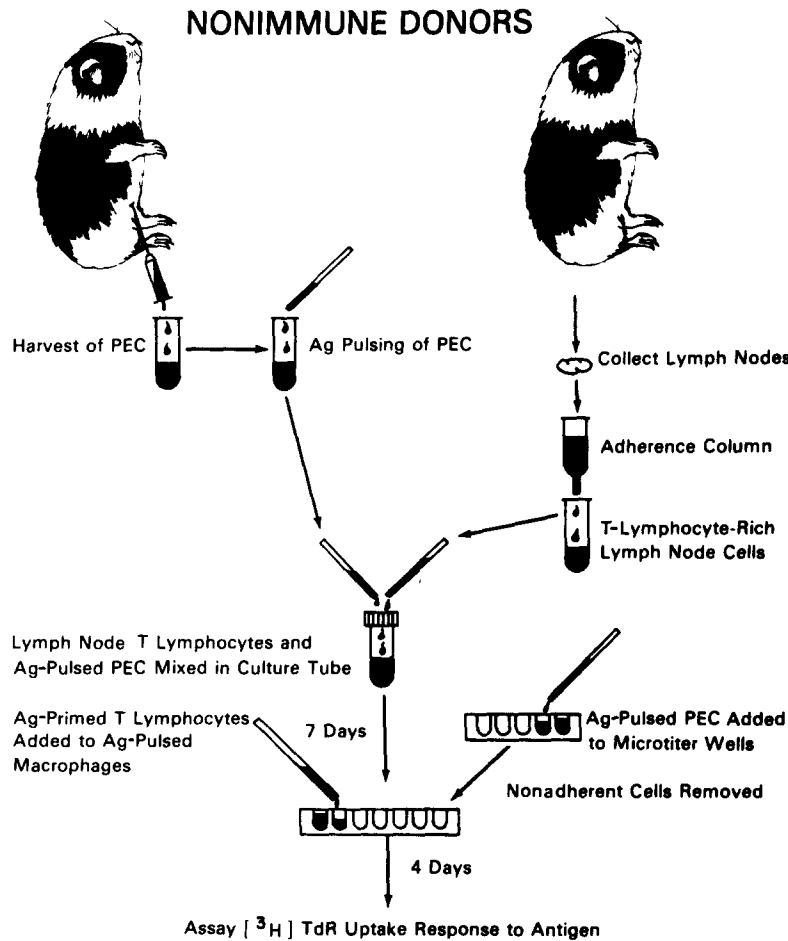 NONIMMUNE DONORS
Harvest of PEC
Ag Pulsing of PEC
Collect Lymph Nodes
Adherence Column
T-Lymphocyte-Rich
Lymph Node Cells
Lymph Node T Lymphocytes and
Ag-Pulsed PEC Mixed in Culture Tube
Ag-Primed T Lymphocytes
Added to Ag-Pulsed
Macrophages
7 Days
Ag-Pulsed PEC Added
to Microtiter Wells
Nonadherent Cells Removed
4 Days
Assay [ ³H ] TdR Uptake Response to Antigen